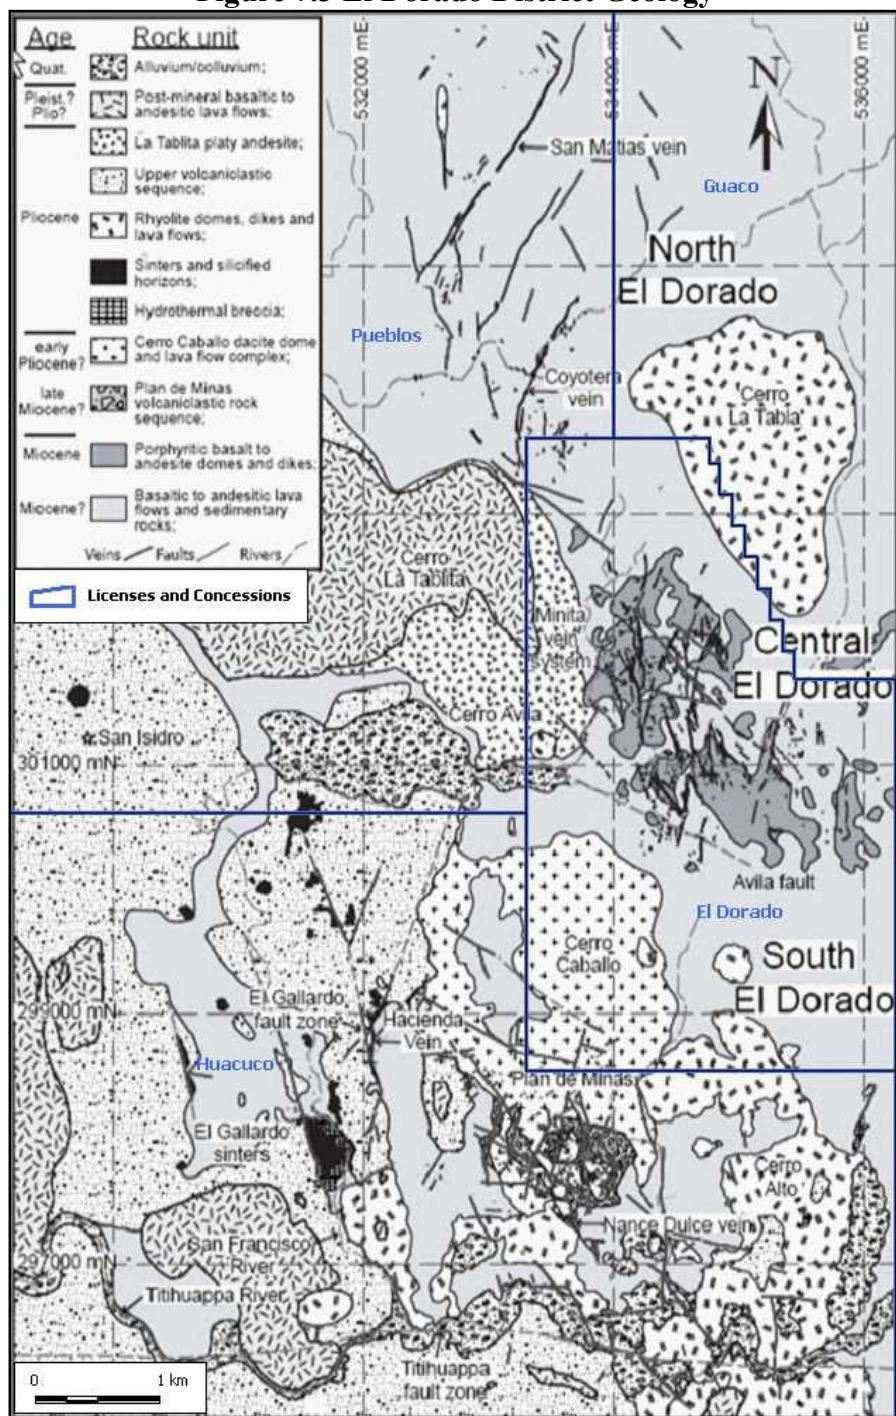 Figure 7.3 El Dorado District Geology
Age Rock unit
Quat. Alluvium/colluvium;
Pleist.? Plio? Post-mineral basaltic to
andesitic lava flows;
La Tablita platy andesite;
Upper volcaniclastic
sequence;
Pliocene Rhyolite domes, dikes and
lava flows;
Sinters and silicified
horizons;
Hydrothermal breccia;
early
Pliocene? Cerro Caballo dacite dome
and lava flow complex;
late
Miocene? Plan de Minas
volcaniclastic rock
sequence;
Miocene Porphyritic basalt to
andesite domes and dikes;
Miocene? Basaltic to andesitic lava
flows and sedimentary
rocks;
Veins Faults Rivers
Licenses and Concessions
532000 mE
534000 mE
536000 mE
N
San Matias vein
Guaco
North
El Dorado
Pueblos
Coyotera
vein
Cerro
La Tabla
Cerro
La Tablita
Minita
vein
system
Central
El Dorado
Cerro Avila
San Isidro
301000 mN
Avila fault
El Dorado
Cerro
Caballo
South
El Dorado
El Gallardo
fault zone
299000 mN
Hacienda
Vein
Huacuco
Plan de Minas
El Gallardo
sinters
Cerro
Alto
Nance Dulce vein
San Francisco
River
297000 mN
Titihuappa River
Titihuappa
fault zone
0 1 km